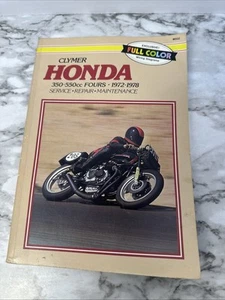 FULL COLOR
CLYMER
HONDA
350-550cc FOURS • 1972-1978
SERVICE • REPAIR • MAINTENANCE